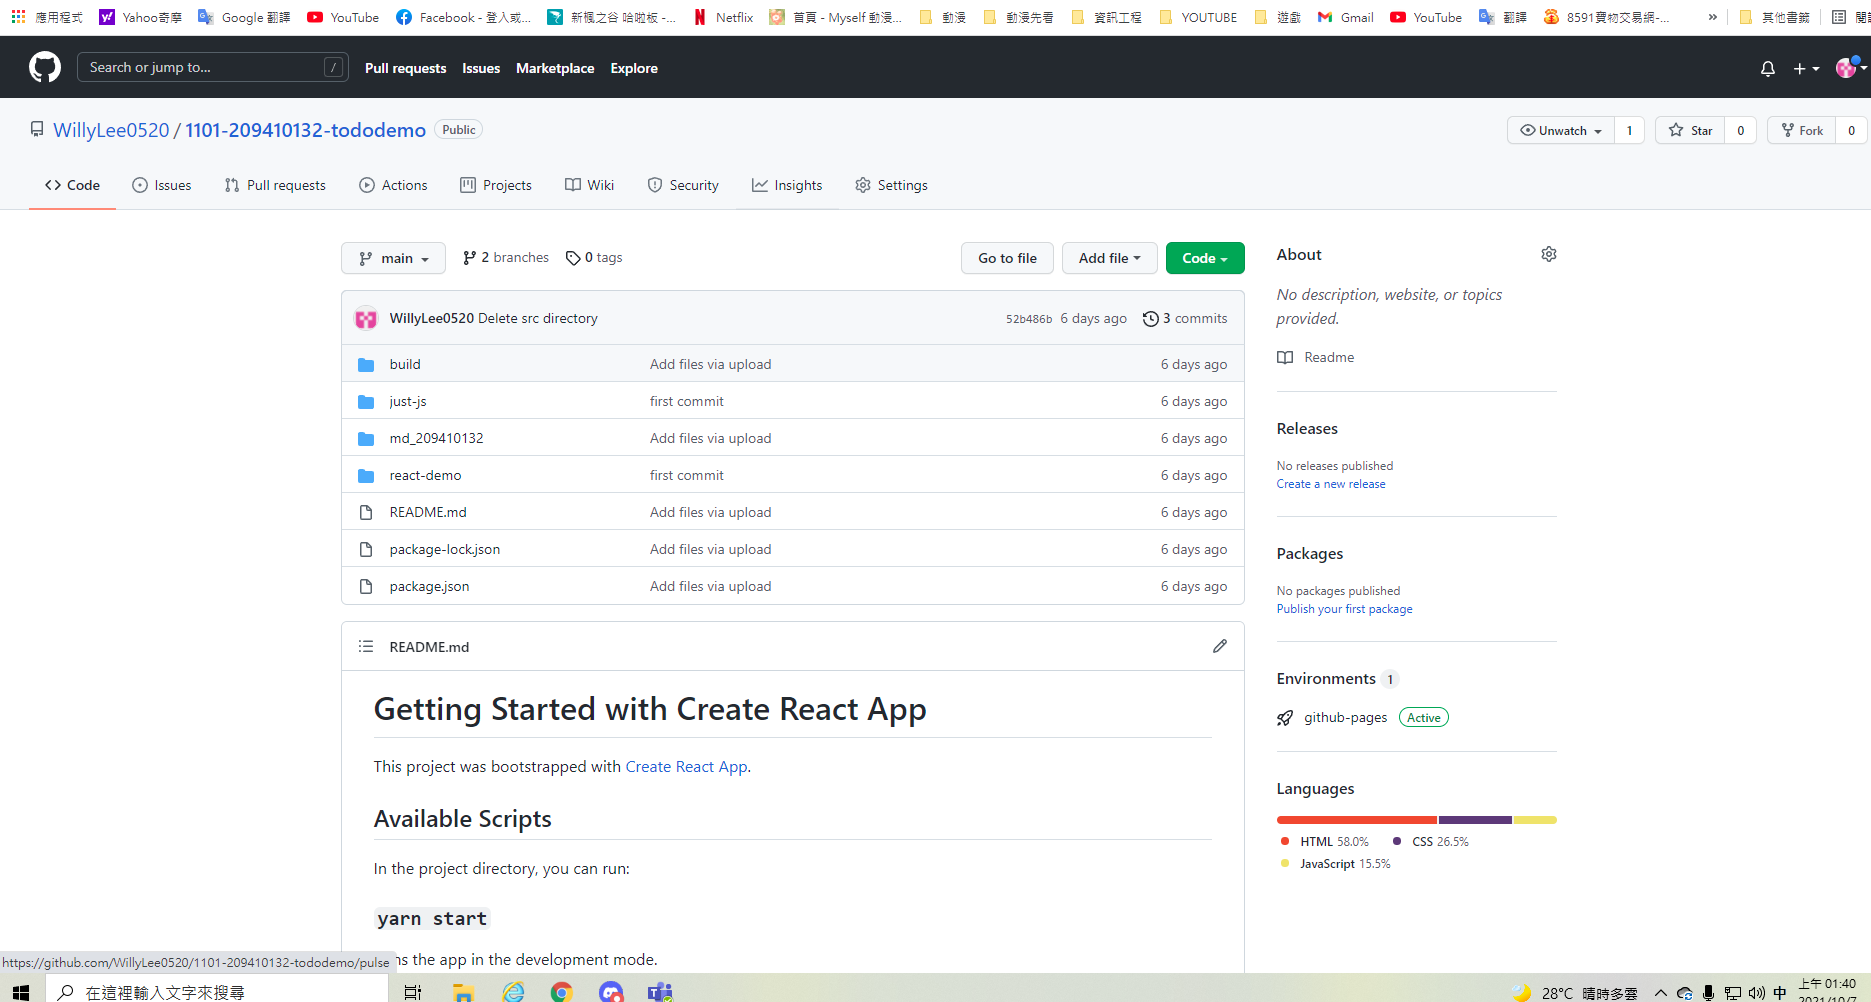 應用程式 Yahoo奇摩 Google 翻譯 YouTube Facebook - 登入或... 新楓之谷 哈啦板 -... Netflix 首頁 - Myself 動漫... 動漫 動漫先看 資訊工程 YOUTUBE 遊戲 Gmail YouTube 翻譯 8591寶物交易網-... » 其他書籤
Search or jump to... / Pull requests Issues Marketplace Explore
WillyLee0520 / 1101-209410132-tododemo Public Unwatch 1 Star 0 Fork 0
Code Issues Pull requests Actions Projects Wiki Security Insights Settings
main 2 branches 0 tags Go to file Add file Code
WillyLee0520 Delete src directory 52b486b 6 days ago 3 commits
build Add files via upload 6 days ago
just-js first commit 6 days ago
md_209410132 Add files via upload 6 days ago
react-demo first commit 6 days ago
README.md Add files via upload 6 days ago
package-lock.json Add files via upload 6 days ago
package.json Add files via upload 6 days ago
README.md
Getting Started with Create React App
This project was bootstrapped with Create React App.
Available Scripts
In the project directory, you can run:
yarn start
the app in the development mode.
About
No description, website, or topics
provided.
Readme
Releases
No releases published
Create a new release
Packages
No packages published
Publish your first package
Environments 1
github-pages Active
Languages
HTML 58.0% CSS 26.5%
JavaScript 15.5%
https://github.com/WillyLee0520/1101-209410132-tododemo/pulse
在這裡輸入文字來搜尋
28°C 晴時多雲 中 上午 01:40
2021/10/7